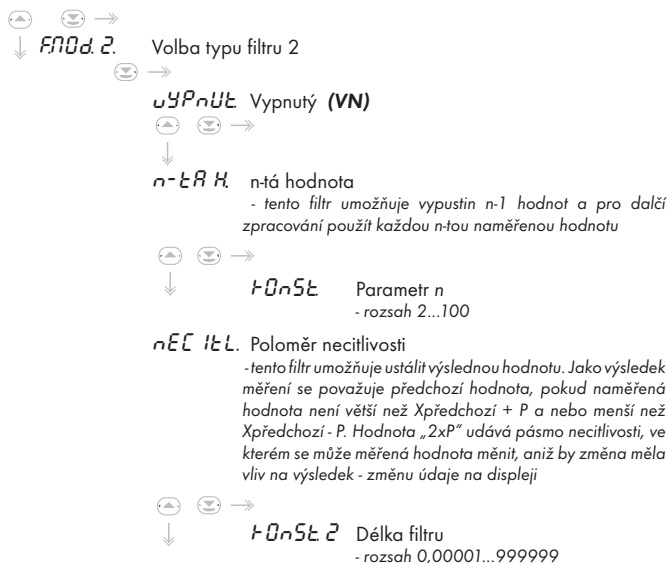 F.MOd. 2. Volba typu filtru 2
vYPnUt. Vypnutý (VN)
n-tA H. n-tá hodnota
- tento filtr umožňuje vypustin n-1 hodnot a pro dalčí
zpracování použít každou n-tou naměřenou hodnotu
KOnSt. Parametr n
- rozsah 2...100
nECItL. Poloměr necitlivosti
- tento filtr umožňuje ustálit výslednou hodnotu. Jako výsledek
měření se považuje předchozí hodnota, pokud naměřená
hodnota není větší než Xpředchozí + P a nebo menší než
Xpředchozí - P. Hodnota „2xP” udává pásmo necitlivosti, ve
kterém se může měřená hodnota měnit, aniž by změna měla
vliv na výsledek - změnu údaje na displeji
KOnSt. 2 Délka filtru
- rozsah 0,00001...999999